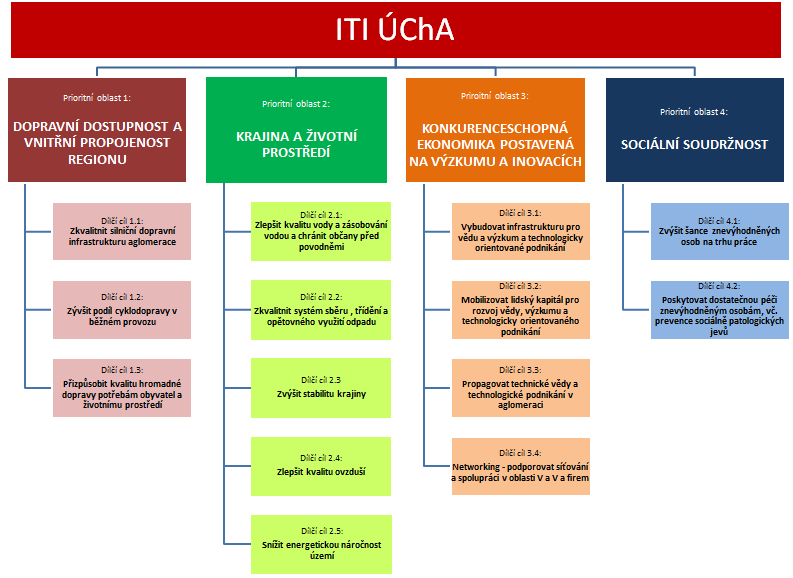 ITI ÚChA
Prioritní oblast 1:
DOPRAVNÍ DOSTUPNOST A
VNITŘNÍ PROPOJENOST
REGIONU
Dílčí cíl 1.1:
Zkvalitnit silniční dopravní
infrastrukturu aglomerace
Dílčí cíl 1.2:
Zývšit podíl cyklodopravy v
běžném provozu
Dílčí cíl 1.3:
Přizpůsobit kvalitu hromadné
dopravy potřebám obyvatel a
životnímu prostředí
Prioritní oblast 2:
KRAJINA A ŽIVOTNÍ
PROSTŘEDÍ
Dílčí cíl 2.1:
Zlepšit kvalitu vody a zásobování
vodou a chránit občany před
povodněmi
Dílčí cíl 2.2:
Zkvalitnit systém sběru , třídění a
opětovného využití odpadu
Dílčí cíl 2.3
Zvýšit stabilitu krajiny
Dílčí cíl 2.4:
Zlepšit kvalitu ovzduší
Dílčí cíl 2.5:
Snížit energetickou náročnost
území
Priroitní oblast 3:
KONKURENCESCHOPNÁ
EKONOMIKA POSTAVENÁ
NA VÝZKUMU A INOVACÍCH
Dílčí cíl 3.1:
Vybudovat infrastrukturu pro
vědu a výzkum a technologicky
orientované podnikání
Dílčí cíl 3.2:
Mobilizovat lidský kapitál pro
rozvoj vědy, výzkumu a
technologicky orientovaného
podnikání
Dílčí cíl 3.3:
Propagovat technické vědy a
technologické podnikání v
aglomeraci
Dílčí cíl 3.4:
Networking - podporovat síťování
a spolupráci v oblasti V a V a firem
Prioritní oblast 4:
SOCIÁLNÍ SOUDRŽNOST
Dílčí cíl 4.1:
Zvýšit šance znevýhodněných
osob na trhu práce
Dílčí cíl 4.2:
Poskytovat dostatečnou péči
znevýhodněným osobám, vč.
prevence sociálně patologických
jevů